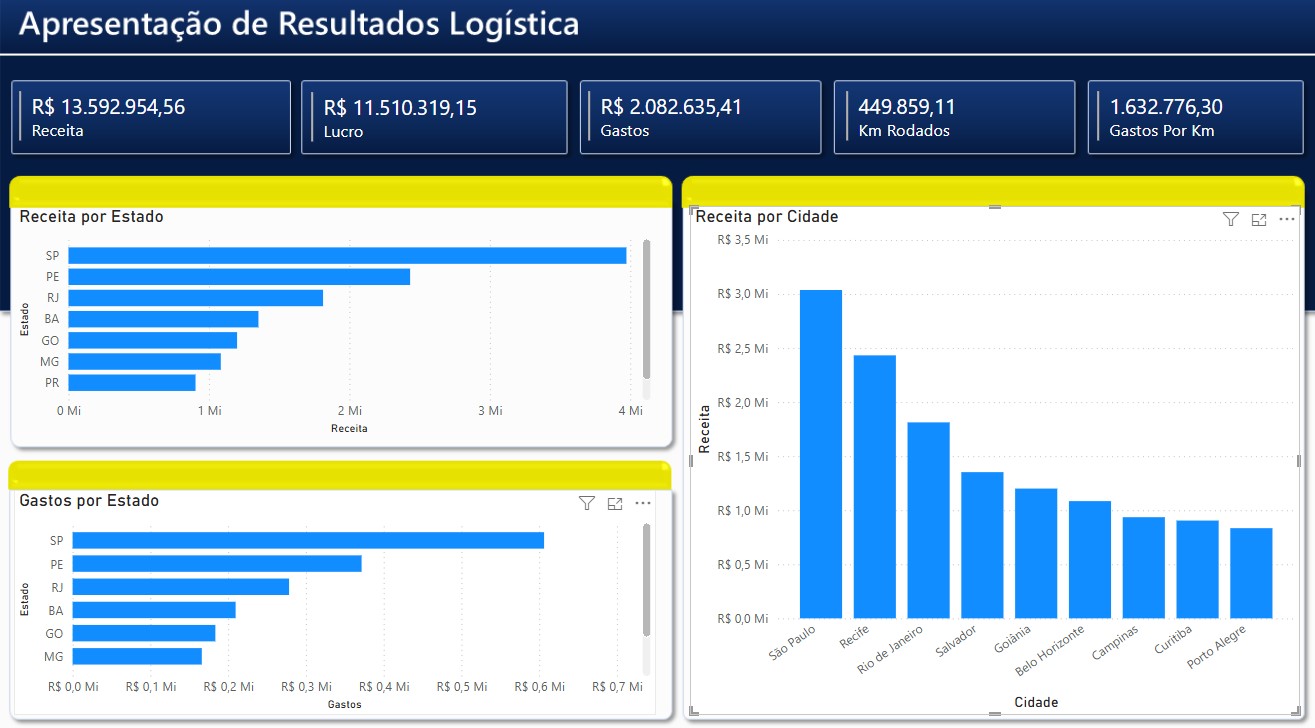 Apresentação de Resultados Logística
R$ 13.592.954,56
Receita
R$ 11.510.319,15
Lucro
R$ 2.082.635,41
Gastos
449.859,11
Km Rodados
1.632.776,30
Gastos Por Km
Receita por Estado
Estado
SP
PE
RJ
BA
GO
MG
PR
0 Mi 1 Mi 2 Mi 3 Mi 4 Mi
Receita
Gastos por Estado
Estado
SP
PE
RJ
BA
GO
MG
R$ 0,0 Mi R$ 0,1 Mi R$ 0,2 Mi R$ 0,3 Mi R$ 0,4 Mi R$ 0,5 Mi R$ 0,6 Mi R$ 0,7 Mi
Gastos
Receita por Cidade
Receita
R$ 3,5 Mi
R$ 3,0 Mi
R$ 2,5 Mi
R$ 2,0 Mi
R$ 1,5 Mi
R$ 1,0 Mi
R$ 0,5 Mi
R$ 0,0 Mi
São Paulo Recife Rio de Janeiro Salvador Goiânia Belo Horizonte Campinas Curitiba Porto Alegre
Cidade